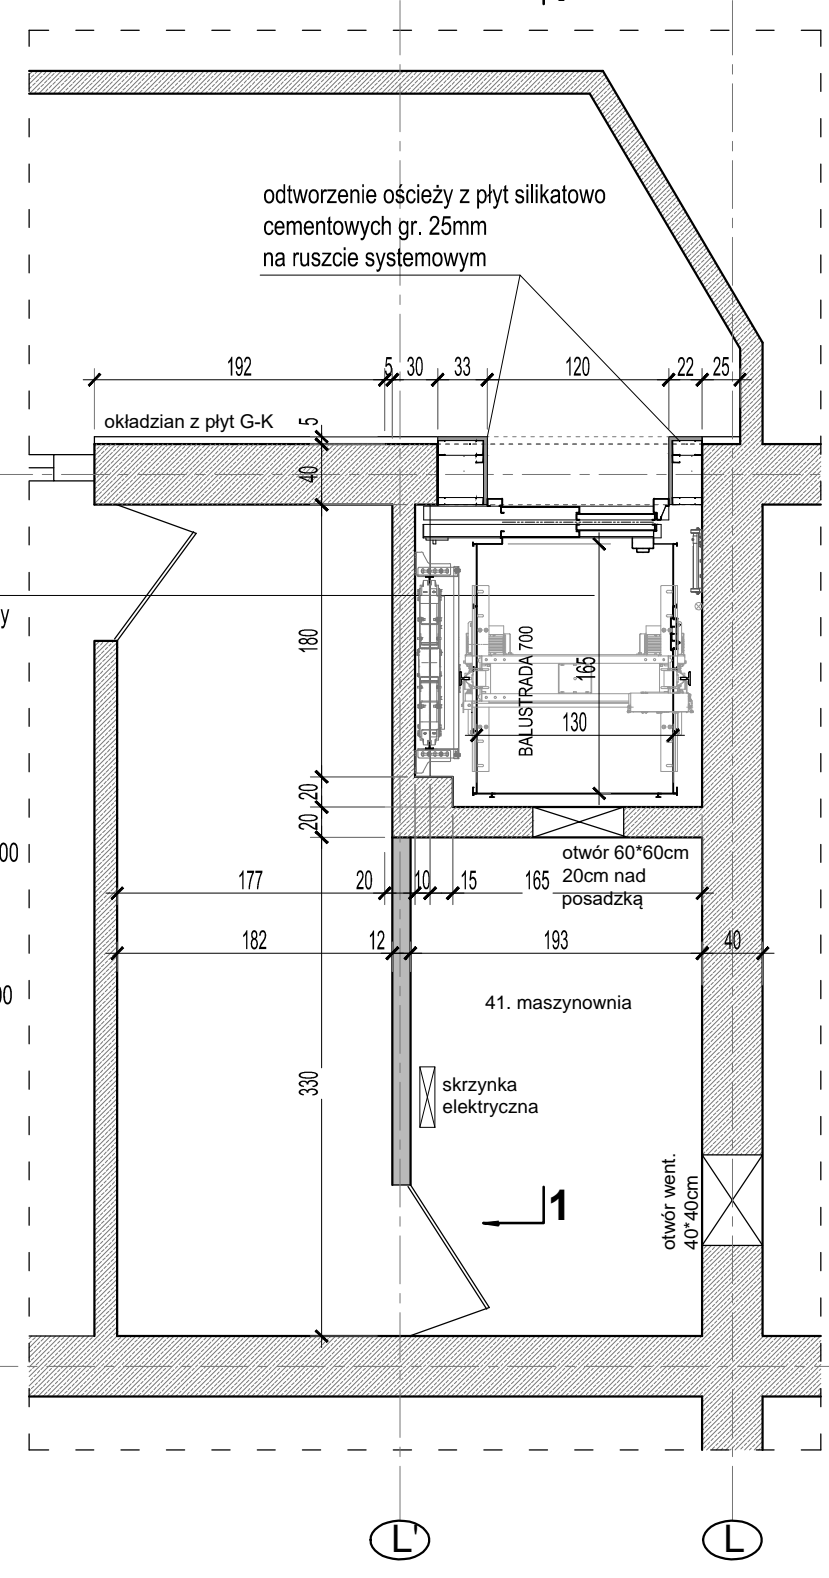 odtworzenie ościeży z płyt silikatowo
cementowych gr. 25mm
na ruszcie systemowym
192
5
30
33
120
22
25
okładzian z płyt G-K
5
40
y
180
BALUSTRADA 700
165
130
20
20
00
otwór 60*60cm
20cm nad
posadzką
177
20
10
15
165
182
12
193
40
00
41. maszynownia
330
skrzynka
elektryczna
otwór went.
40*40cm
1
L'
L